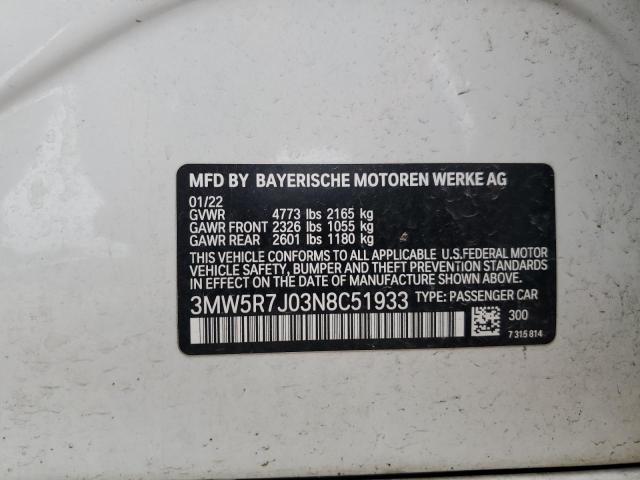 MFD BY BAYERISCHE MOTOREN WERKE AG
01/22
GVWR 4773 lbs 2165 kg
GAWR FRONT 2326 lbs 1055 kg
GAWR REAR 2601 lbs 1180 kg
THIS VEHICLE CONFORMS TO ALL APPLICABLE U.S.FEDERAL MOTOR
VEHICLE SAFETY, BUMPER AND THEFT PREVENTION STANDARDS
IN EFFECT ON THE DATE OF MANUFACTURE SHOWN ABOVE.
3MW5R7J03N8C51933 TYPE: PASSENGER CAR
300
7 315 814